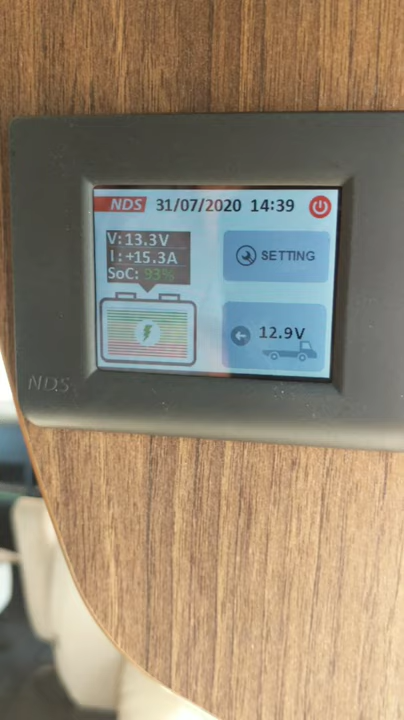 NDS 31/07/2020 14:39
V: 13.3V
I: +15.3A
SoC: 93%
SETTING
12.9V
NDS